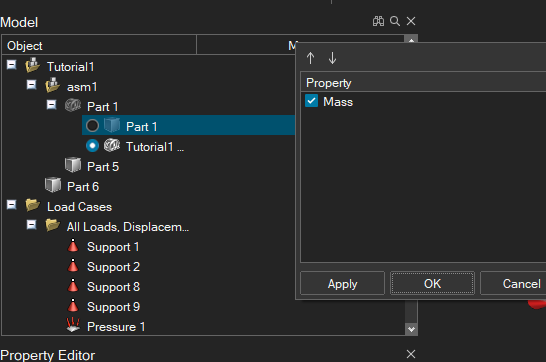 Model
Object
M
Tutorial1
asm1
Part 1
Part 1
Tutorial1 ...
Part 5
Part 6
Load Cases
All Loads, Displacem...
Support 1
Support 2
Support 8
Support 9
Pressure 1
Property
Mass
Apply
OK
Cancel
Property Editor